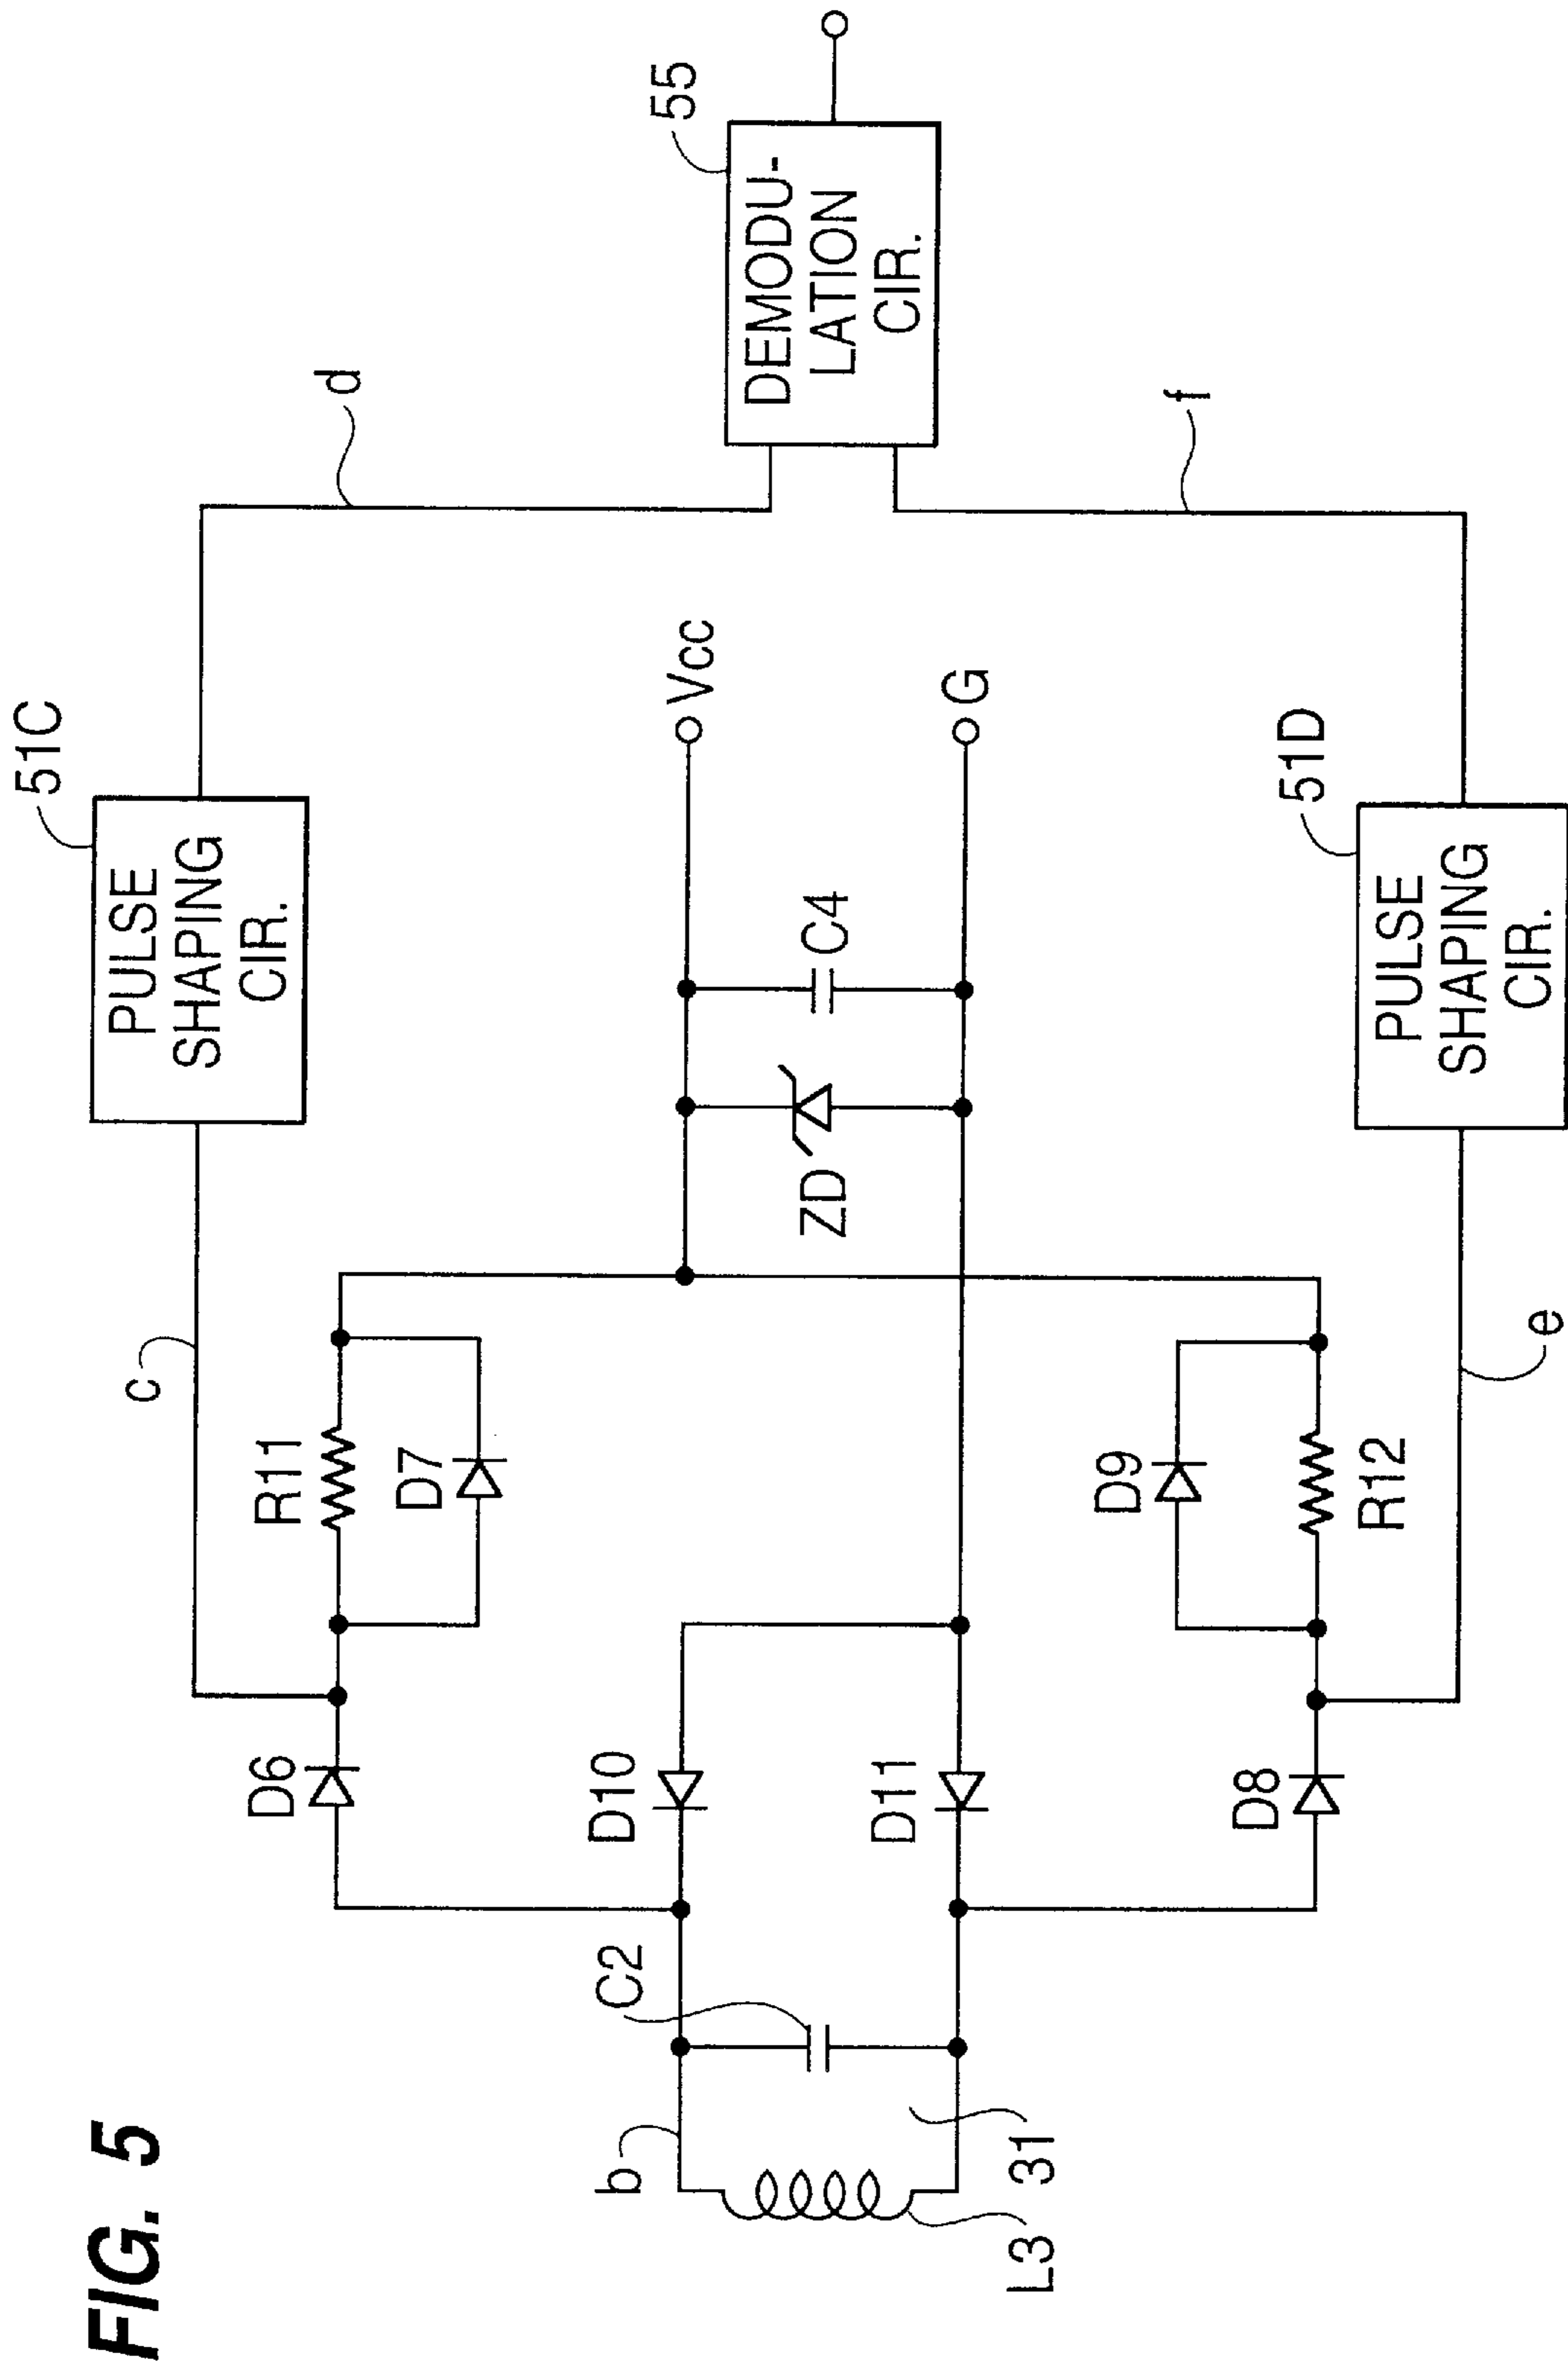 FIG. 5
51C
PULSE
SHAPING
CIR.
c
d
55
DEMODU-
LATION
CIR.
R11
D7
D6
Vcc
G
C4
ZD
D10
D11
C2
b
31
L3
D9
R12
D8
f
51D
PULSE
SHAPING
CIR.
e